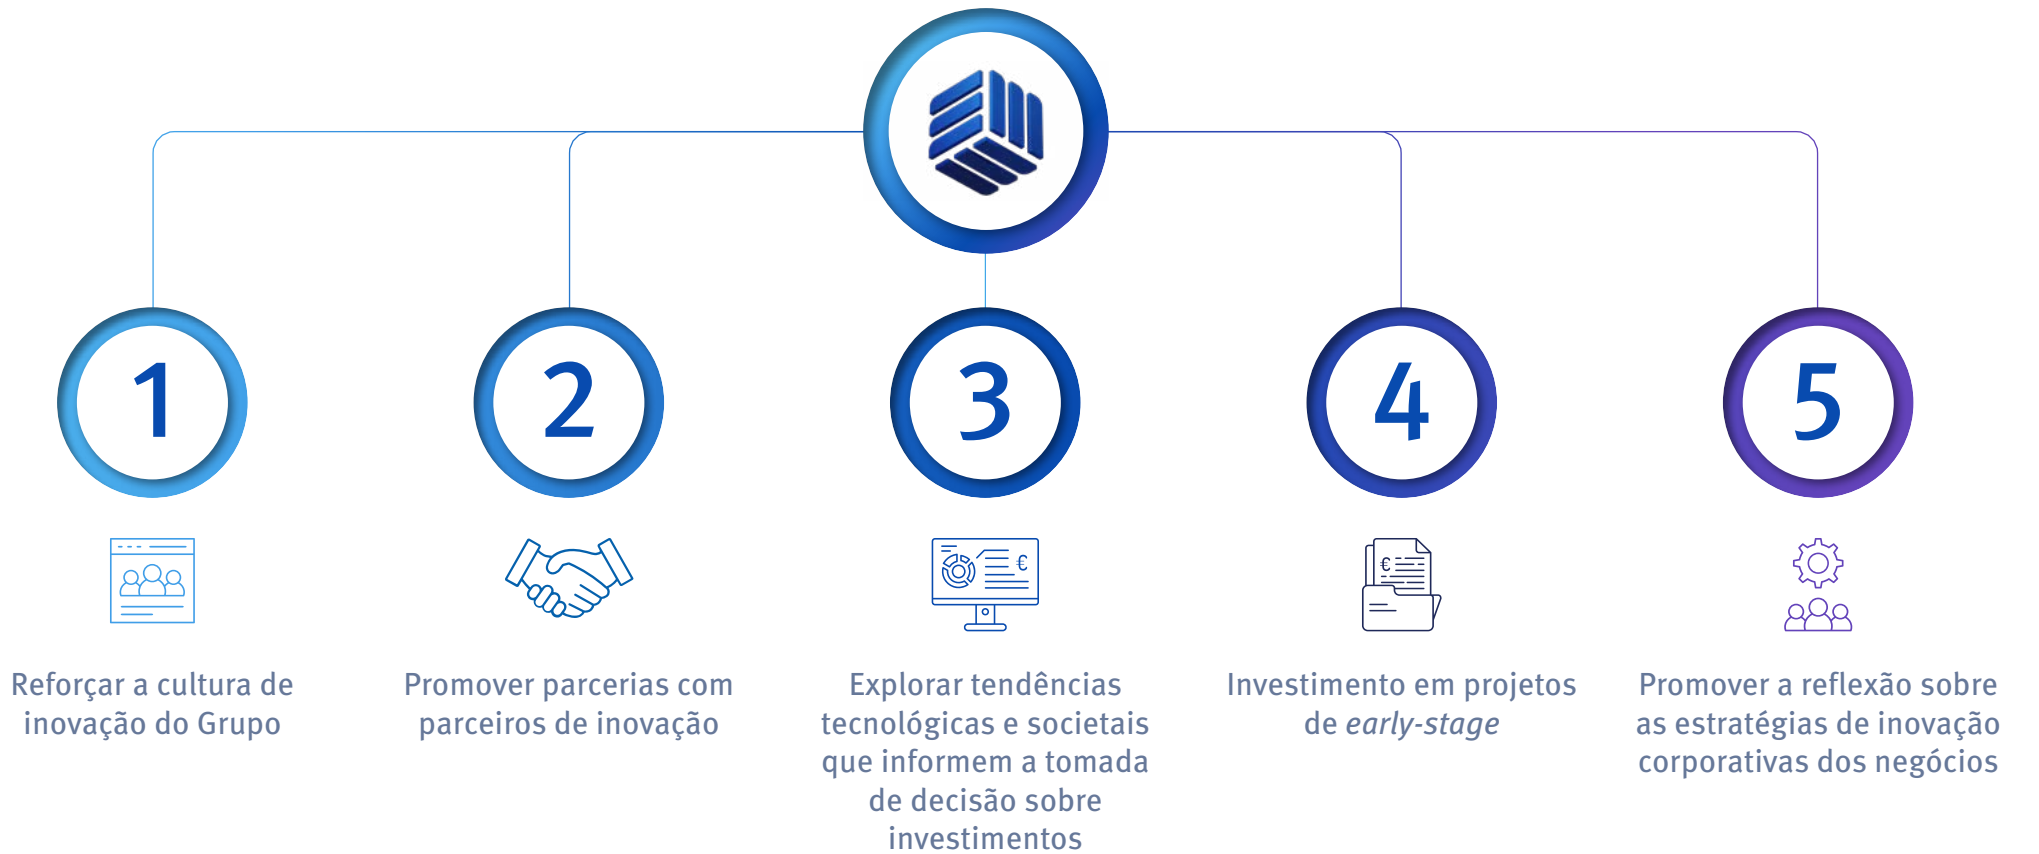 1
Reforçar a cultura de
inovação do Grupo
2
Promover parcerias com
parceiros de inovação
3
€
Explorar tendências
tecnológicas e societais
que informem a tomada
de decisão sobre
investimentos
4
€
Investimento em projetos
de early-stage
5
Promover a reflexão sobre
as estratégias de inovação
corporativas dos negócios